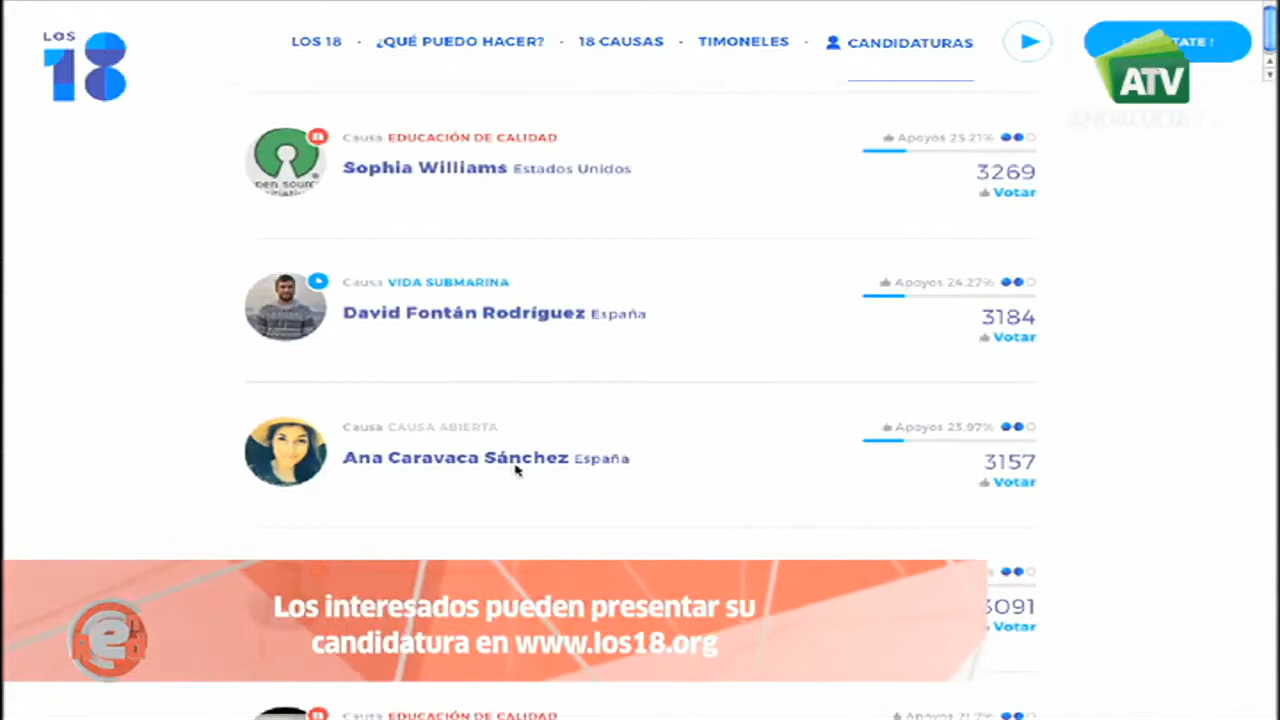 LOS
18
LOS 18 · ¿QUÉ PUEDO HACER? · 18 CAUSAS · TIMONELES · CANDIDATURAS
ATV
ANDALUCIA TV
Causa EDUCACIÓN DE CALIDAD
Apoyos 25.21%
Sophia Williams Estados Unidos
3269
Votar
Causa VIDA SUBMARINA
Apoyos 24.27%
David Fontán Rodríguez España
3184
Votar
Causa CAUSA ABIERTA
Apoyos 23.97%
Ana Caravaca Sánchez España
3157
Votar
Los interesados pueden presentar su
candidatura en www.los18.org
3091
Votar
Causa EDUCACIÓN DE CALIDAD